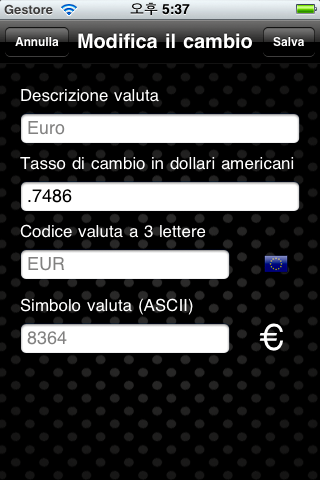 Gestore 오후 5:37
Annulla Modifica il cambio Salva
Descrizione valuta
Euro
Tasso di cambio in dollari americani
.7486
Codice valuta a 3 lettere
EUR
Simbolo valuta (ASCII)
8364 €